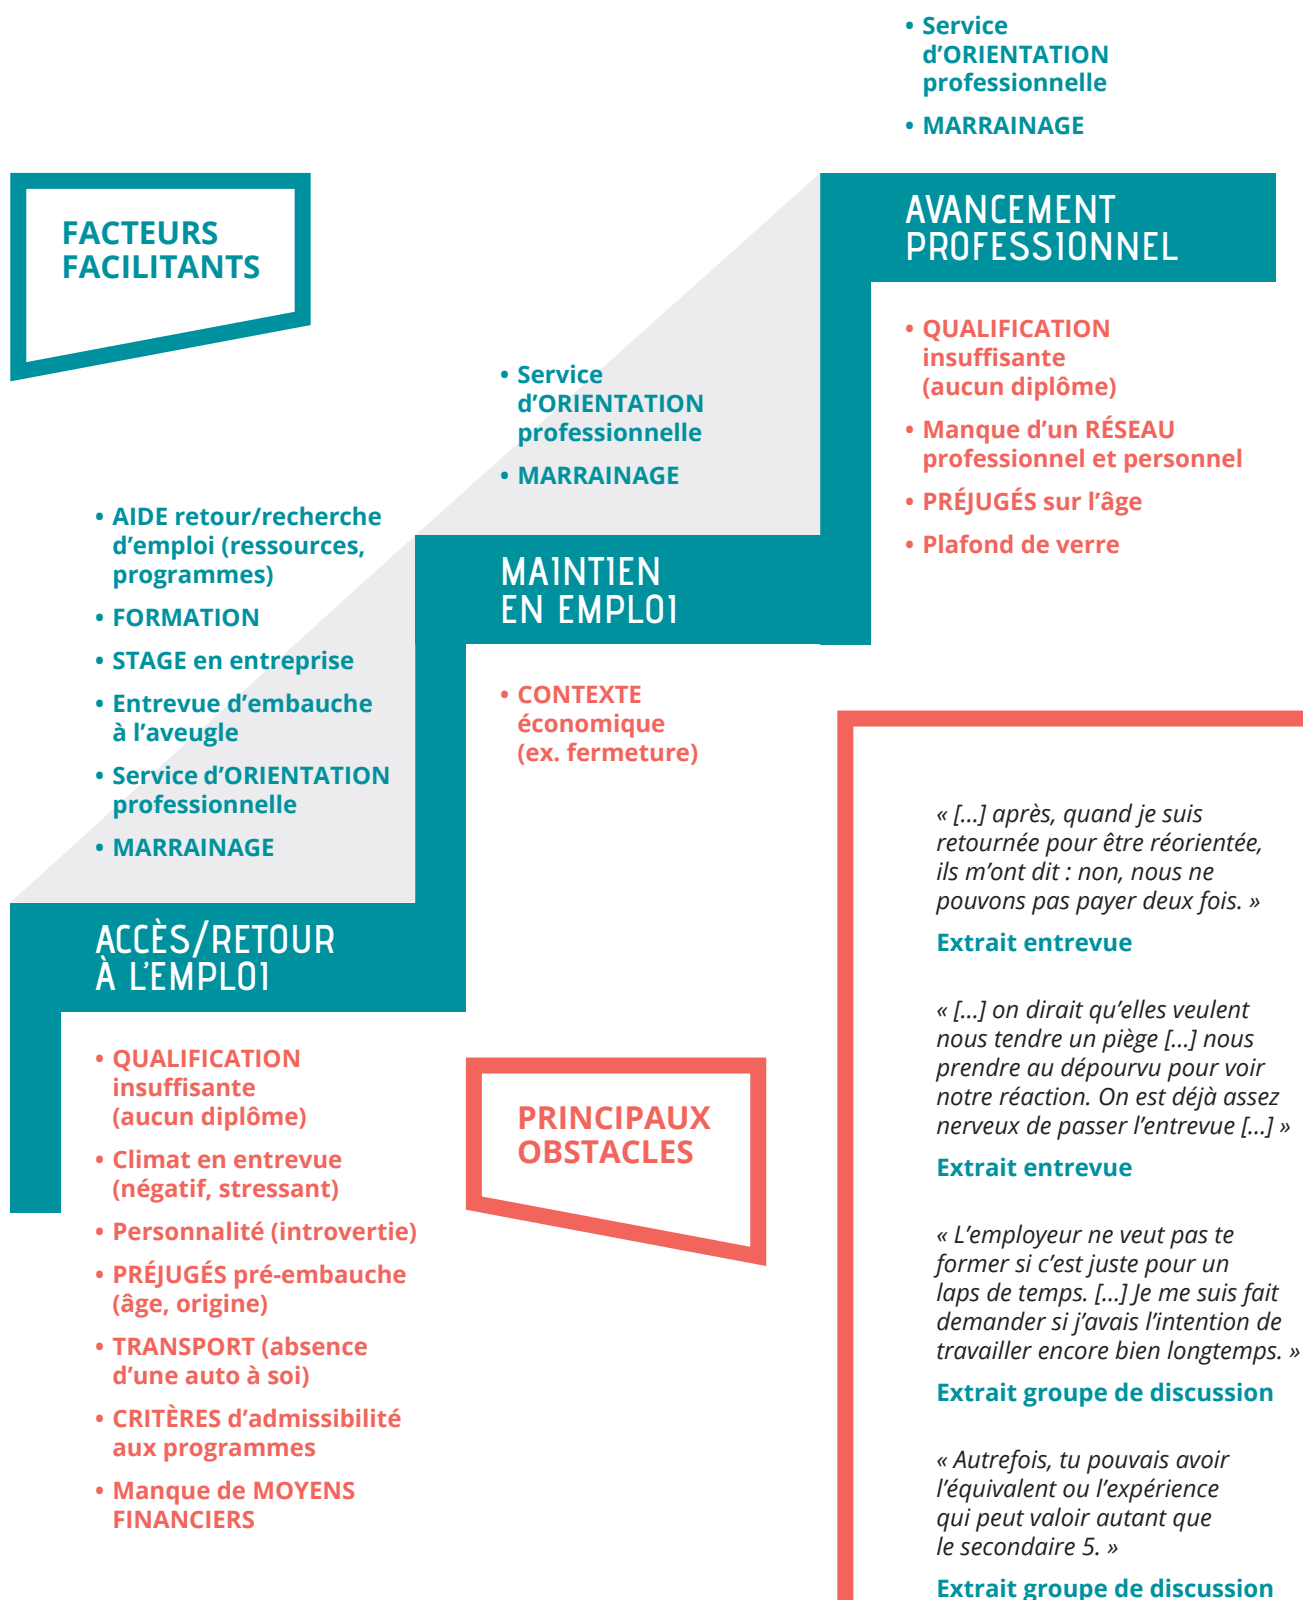 • Service
d’ORIENTATION
professionnelle
• MARRAINAGE
AVANCEMENT
PROFESSIONNEL
• QUALIFICATION
insuffisante
(aucun diplôme)
• Manque d’un RÉSEAU
professionnel et personnel
• PRÉJUGÉS sur l’âge
• Plafond de verre
FACTEURS
FACILITANTS
• Service
d’ORIENTATION
professionnelle
• MARRAINAGE
MAINTIEN
EN EMPLOI
• CONTEXTE
économique
(ex. fermeture)
• AIDE retour/recherche
d’emploi (ressources,
programmes)
• FORMATION
• STAGE en entreprise
• Entrevue d’embauche
à l’aveugle
• Service d’ORIENTATION
professionnelle
• MARRAINAGE
ACCÈS/RETOUR
À L’EMPLOI
• QUALIFICATION
insuffisante
(aucun diplôme)
• Climat en entrevue
(négatif, stressant)
• Personnalité (introvertie)
• PRÉJUGÉS pré-embauche
(âge, origine)
• TRANSPORT (absence
d’une auto à soi)
• CRITÈRES d’admissibilité
aux programmes
• Manque de MOYENS
FINANCIERS
PRINCIPAUX
OBSTACLES
« [...] après, quand je suis
retournée pour être réorientée,
ils m’ont dit : non, nous ne
pouvons pas payer deux fois. »
Extrait entrevue
« [...] on dirait qu’elles veulent
nous tendre un piège [...] nous
prendre au dépourvu pour voir
notre réaction. On est déjà assez
nerveux de passer l’entrevue [...] »
Extrait entrevue
« L’employeur ne veut pas te
former si c’est juste pour un
laps de temps. [...] Je me suis fait
demander si j’avais l’intention de
travailler encore bien longtemps. »
Extrait groupe de discussion
« Autrefois, tu pouvais avoir
l’équivalent ou l’expérience
qui peut valoir autant que
le secondaire 5. »
Extrait groupe de discussion